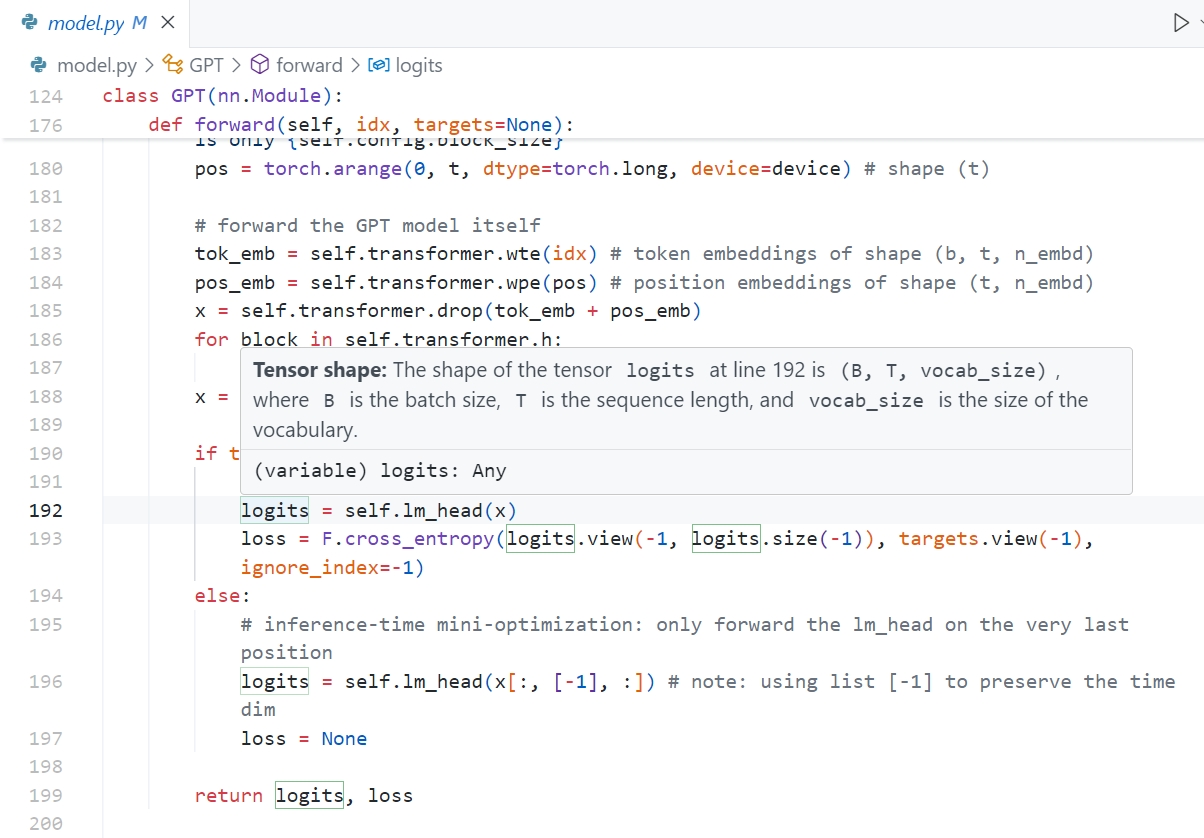 model.py M
model.py > GPT > forward > logits
124 class GPT(nn.Module):
176 def forward(self, idx, targets=None):
is only {self.config.block_size}
180 pos = torch.arange(0, t, dtype=torch.long, device=device) # shape (t)
181
182 # forward the GPT model itself
183 tok_emb = self.transformer.wte(idx) # token embeddings of shape (b, t, n_embd)
184 pos_emb = self.transformer.wpe(pos) # position embeddings of shape (t, n_embd)
185 x = self.transformer.drop(tok_emb + pos_emb)
186 for block in self.transformer.h:
187
Tensor shape: The shape of the tensor logits at line 192 is (B, T, vocab_size) ,
188 x =
where B is the batch size, T is the sequence length, and vocab_size is the size of the
189
vocabulary.
190 if t
(variable) logits: Any
191
192 logits = self.lm_head(x)
193 loss = F.cross_entropy(logits.view(-1, logits.size(-1)), targets.view(-1),
ignore_index=-1)
194 else:
195 # inference-time mini-optimization: only forward the lm_head on the very last
position
196 logits = self.lm_head(x[:, [-1], :]) # note: using list [-1] to preserve the time
dim
197 loss = None
198
199 return logits, loss
200